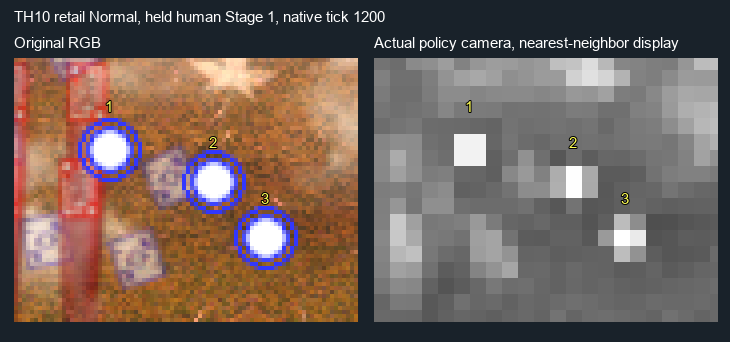 TH10 retail Normal, held human Stage 1, native tick 1200
Original RGB
Actual policy camera, nearest-neighbor display
1
2
3
1
2
3